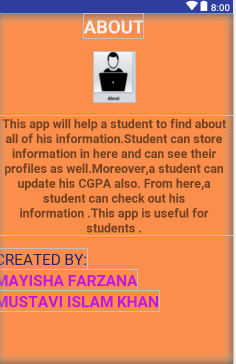 8:00
ABOUT
About
This app will help a student to find about
all of his information.Student can store
information in here and can see their
profiles as well.Moreover,a student can
update his CGPA also. From here,a
student can check out his
information .This app is useful for
students .
CREATED BY:
MAYISHA FARZANA
MUSTAVI ISLAM KHAN